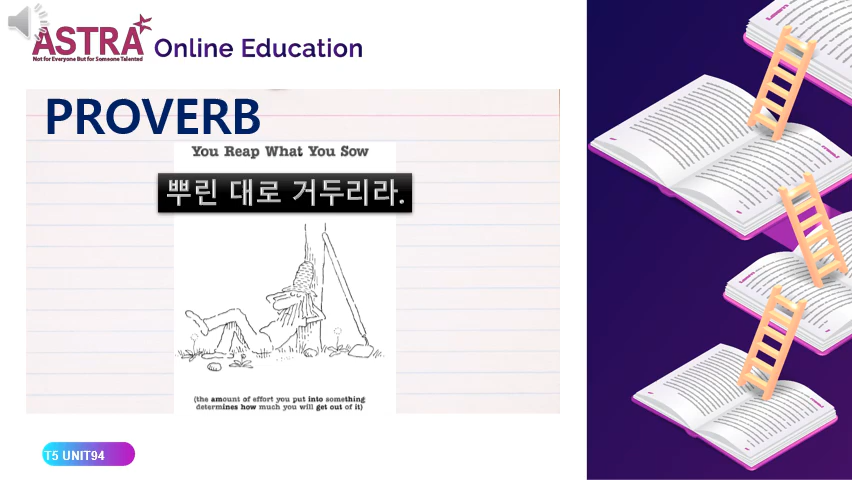 ASTRA
Not for Everyone But for Someone Talented
Online Education
PROVERB
You Reap What You Sow
뿌린 대로 거두리라.
(the amount of effort you put into something
determines how much you will get out of it)
T5 UNIT94